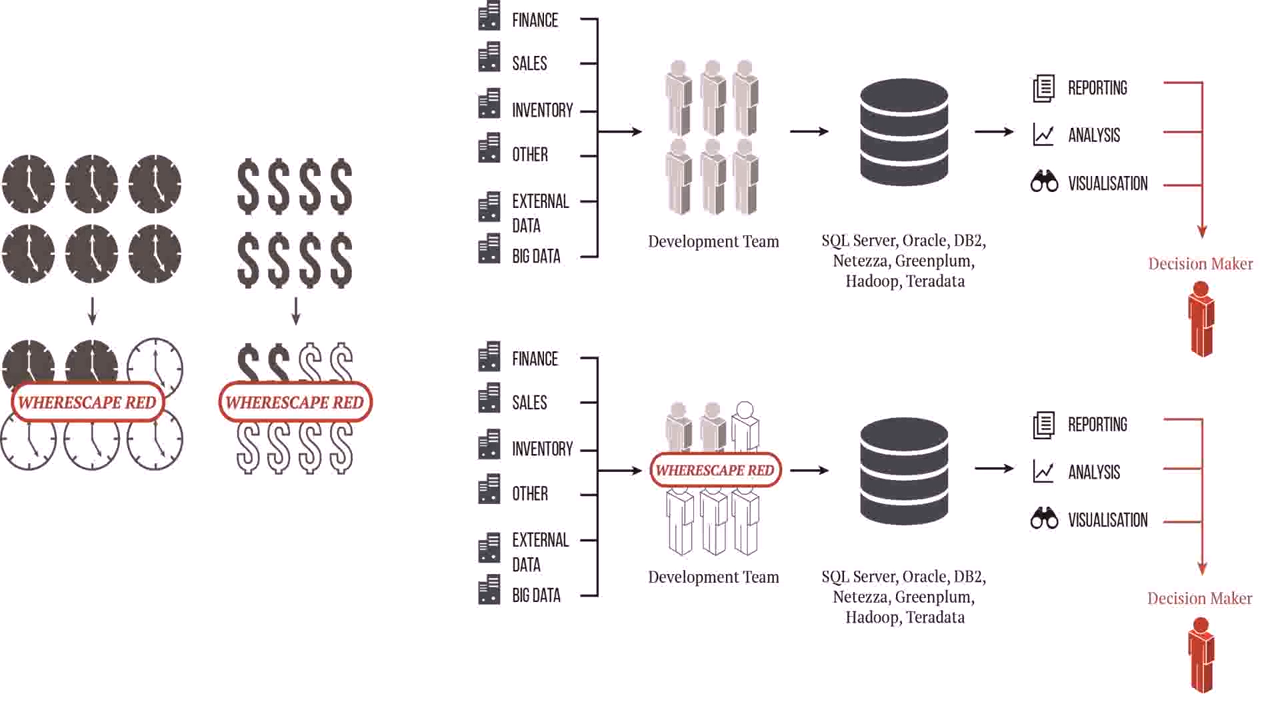 FINANCE
SALES
INVENTORY
OTHER
EXTERNAL
DATA
BIG DATA
Development Team
SQL Server, Oracle, DB2,
Netezza, Greenplum,
Hadoop, Teradata
REPORTING
ANALYSIS
VISUALISATION
Decision Maker
$$$$
$$$$
$$$$
WHERESCAPE RED
WHERESCAPE RED
$$$$
FINANCE
SALES
INVENTORY
OTHER
EXTERNAL
DATA
BIG DATA
WHERESCAPE RED
Development Team
SQL Server, Oracle, DB2,
Netezza, Greenplum,
Hadoop, Teradata
REPORTING
ANALYSIS
VISUALISATION
Decision Maker